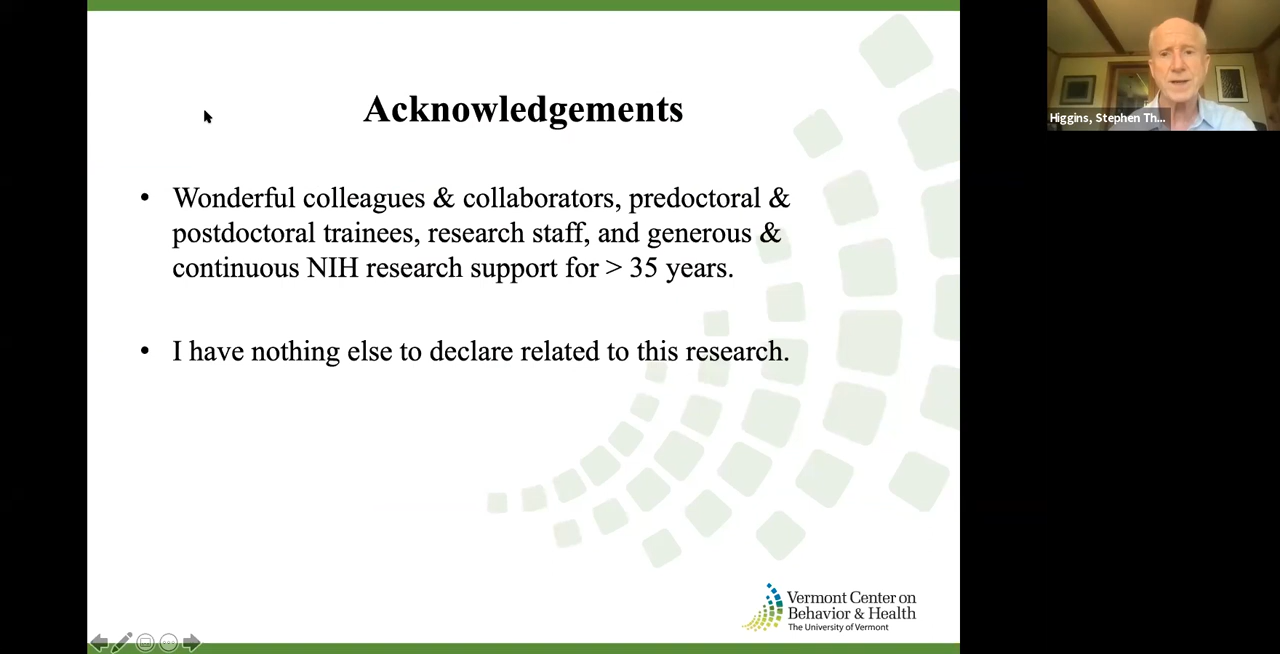 Acknowledgements
• Wonderful colleagues & collaborators, predoctoral &
postdoctoral trainees, research staff, and generous &
continuous NIH research support for > 35 years.
• I have nothing else to declare related to this research.
Vermont Center on
Behavior & Health
The University of Vermont
Higgins, Stephen Th...